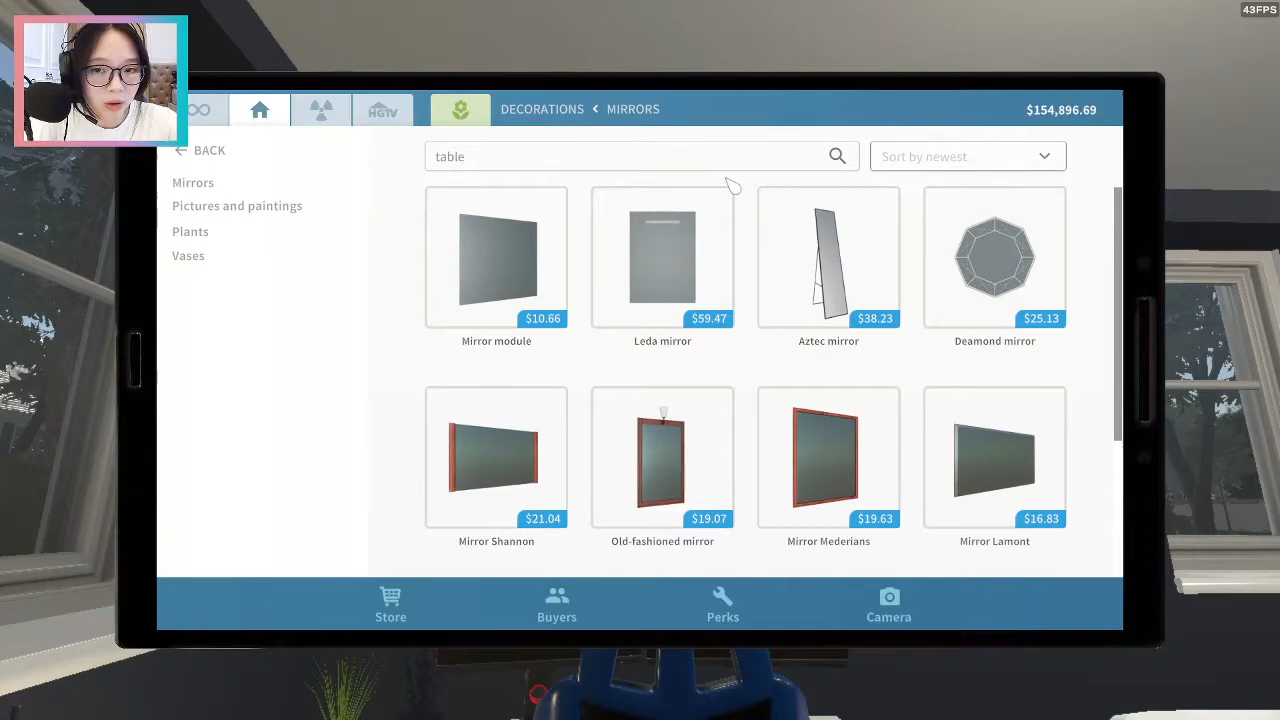 43FPS
HGTV
DECORATIONS < MIRRORS
$154,896.69
BACK
table
Sort by newest
Mirrors
Pictures and paintings
Plants
Vases
$10.66
$59.47
$38.23
$25.13
Mirror module
Leda mirror
Aztec mirror
Deamond mirror
$21.04
$19.07
$19.63
$16.83
Mirror Shannon
Old-fashioned mirror
Mirror Mederians
Mirror Lamont
Store
Buyers
Perks
Camera